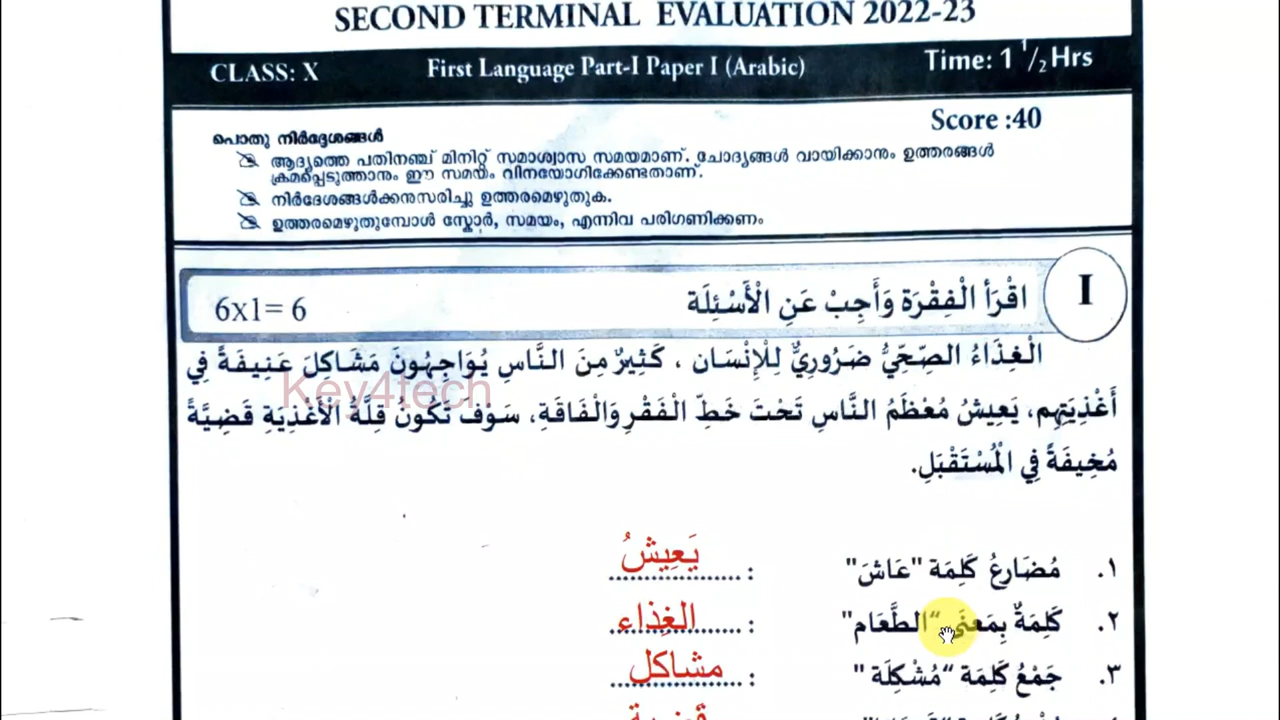 SECOND TERMINAL EVALUATION 2022-23
CLASS: X First Language Part-I Paper I (Arabic) Time: 1 1/2 Hrs
Score :40
പൊതു നിർദ്ദേശങ്ങൾ
ആദ്യത്തെ പതിനഞ്ച് മിനിറ്റ് സമാശ്വാസ സമയമാണ്. ചോദ്യങ്ങൾ വായിക്കാനും ഉത്തരങ്ങൾ
ക്രമപ്പെടുത്താനും ഈ സമയം വിനയോഗിക്കേണ്ടതാണ്.
നിർദേശങ്ങൾക്കനുസരിച്ചു ഉത്തരമെഴുതുക.
ഉത്തരമെഴുതുമ്പോൾ സ്കോർ, സമയം, എന്നിവ പരിഗണിക്കണം
I اقْرَأ الْفِقْرَة وَأَجِبْ عَنِ الْأَسْئِلَة 6x1= 6
الْغِذَاءُ الصِّحِّيُّ ضَرُورِيٌّ لِلْإِنْسَان ، كَثِيرٌ مِنَ النَّاسِ يُوَاجِهُونَ مَشَاكلَ عَنِيفَةً فِي
Key4tech
أَغْذِيَتِهِم، يَعِيشُ مُعْظَمُ النَّاسِ تَحْتَ خَطِّ الْفَقْرِ وَالْفَاقَةِ، سَوْفَ تَكُونُ قِلَّةُ الْأَغْذِيَةِ قَضِيَّةً
مُخِيفَةً فِي الْمُسْتَقْبَلِ.
١. مُضَارِعُ كَلِمَة "عَاشَ" : يَعِيشُ
٢. كَلِمَةٌ بِمَعنَى "الطَّعَام" : الغِذاء
٣. جَمْعُ كَلِمَة "مُشْكِلَة" : مشاكل